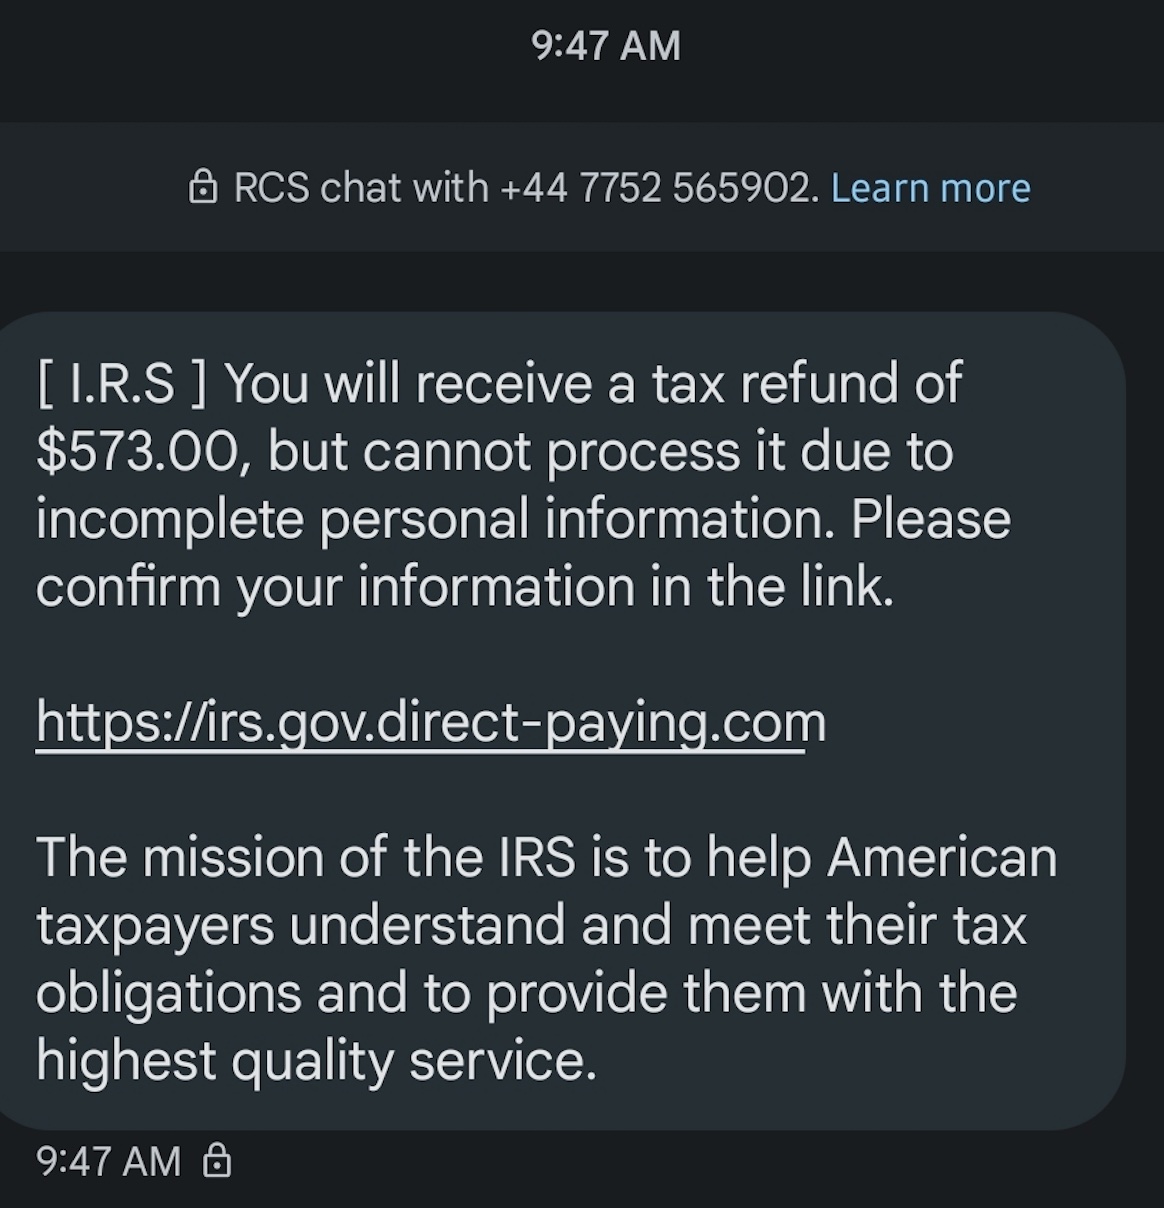 9:47 AM
RCS chat with +44 7752 565902. Learn more
[ I.R.S ] You will receive a tax refund of
$573.00, but cannot process it due to
incomplete personal information. Please
confirm your information in the link.
https://irs.gov.direct-paying.com
The mission of the IRS is to help American
taxpayers understand and meet their tax
obligations and to provide them with the
highest quality service.
9:47 AM